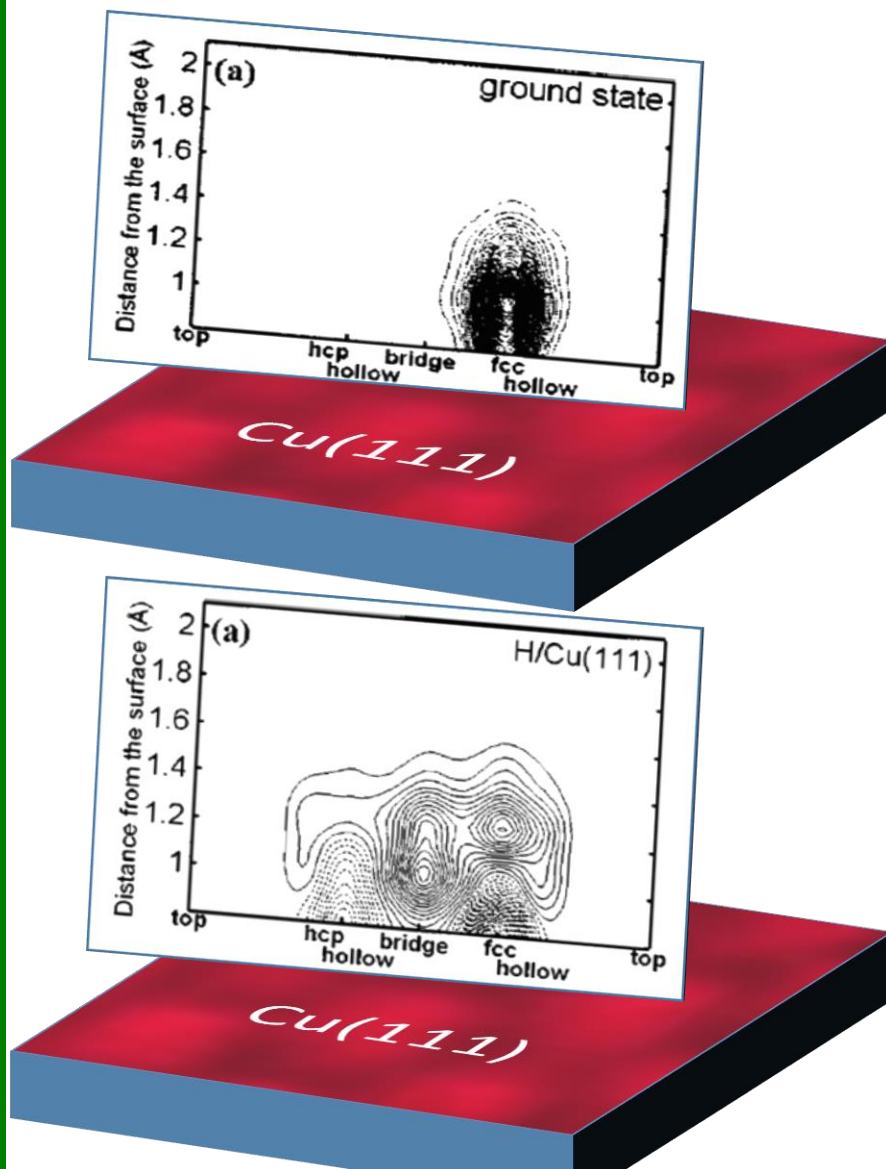 (a)
ground state
Distance from the surface (Å)
2
1.8
1.6
1.4
1.2
1
top
hcp
hollow
bridge
fcc
hollow
top
Cu(111)
(a)
H/Cu(111)
Distance from the surface (Å)
2
1.8
1.6
1.4
1.2
1
top
hcp
hollow
bridge
fcc
hollow
top
Cu(111)